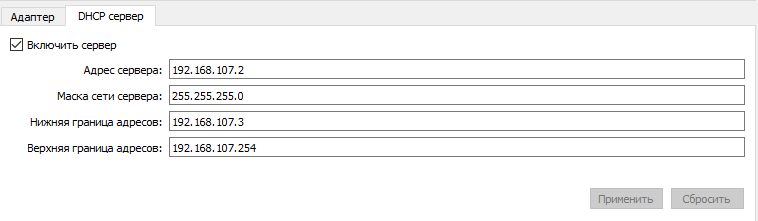 Адаптер
DHCP сервер
Включить сервер
Адрес сервера: 192.168.107.2
Маска сети сервера: 255.255.255.0
Нижняя граница адресов: 192.168.107.3
Верхняя граница адресов: 192.168.107.254
Применить
Сбросить